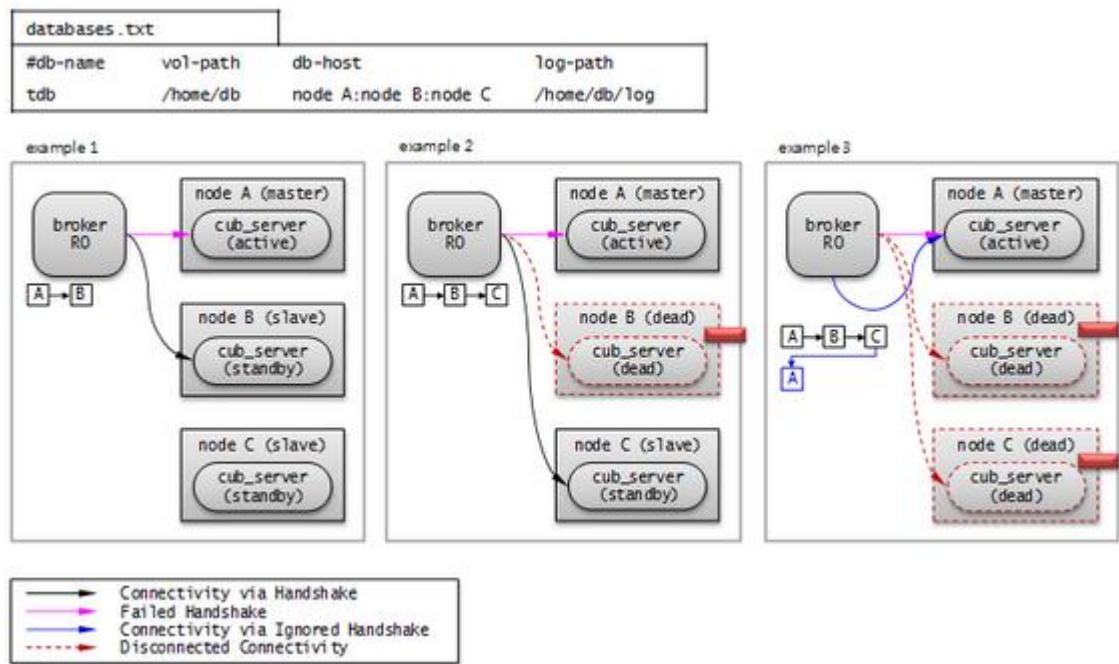 databases.txt
#db-name vol-path db-host log-path
tdb /home/db node A:node B:node C /home/db/log
example 1
broker
RO
A B
node A (master)
cub_server
(active)
node B (slave)
cub_server
(standby)
node C (slave)
cub_server
(standby)
example 2
broker
RO
A B C
node A (master)
cub_server
(active)
node B (dead)
cub_server
(dead)
node C (slave)
cub_server
(standby)
example 3
broker
RO
A B C
A
node A (master)
cub_server
(active)
node B (dead)
cub_server
(dead)
node C (dead)
cub_server
(dead)
Connectivity via Handshake
Failed Handshake
Connectivity via Ignored Handshake
Disconnected Connectivity